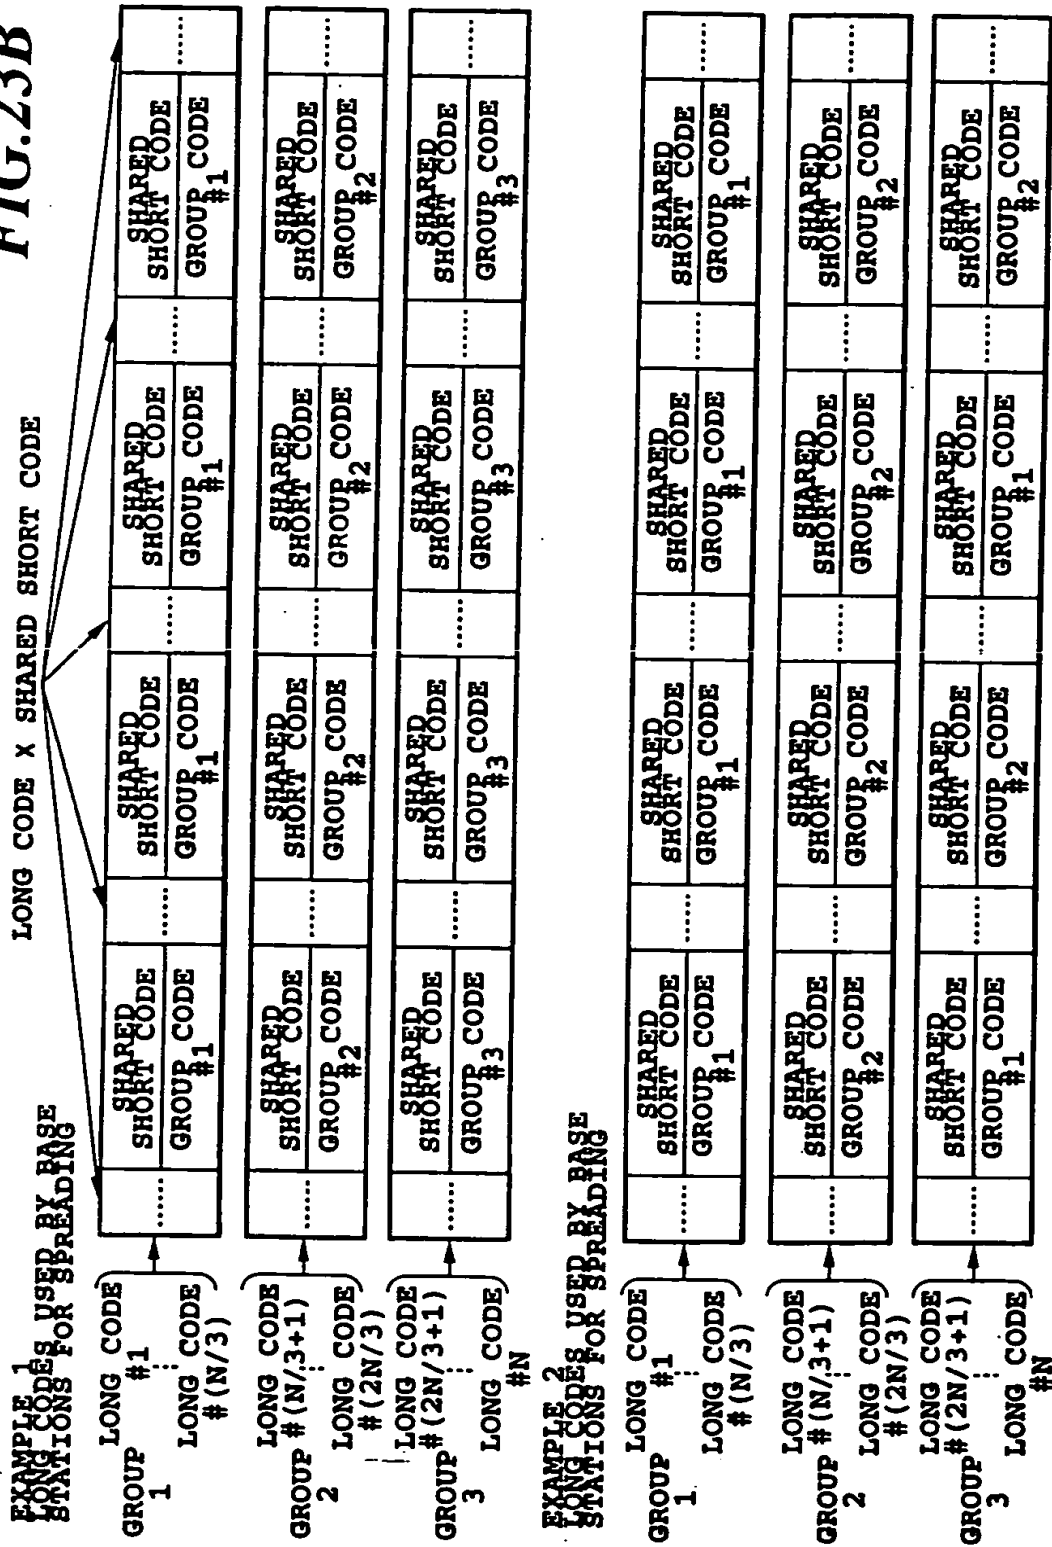 FIG.23B
LONG CODE X SHARED SHORT CODE
EXAMPLE 1
LONG CODES USED BY BASE
STATIONS FOR SPREADING
GROUP
1
LONG CODE
#1
LONG CODE
#(N/3)
SHARED
SHORT CODE
GROUP CODE
#1
SHARED
SHORT CODE
GROUP CODE
#1
SHARED
SHORT CODE
GROUP CODE
#1
SHARED
SHORT CODE
GROUP CODE
#1
GROUP
2
LONG CODE
#(N/3+1)
LONG CODE
#(2N/3)
SHARED
SHORT CODE
GROUP CODE
#2
SHARED
SHORT CODE
GROUP CODE
#2
SHARED
SHORT CODE
GROUP CODE
#2
SHARED
SHORT CODE
GROUP CODE
#2
GROUP
3
LONG CODE
#(2N/3+1)
LONG CODE
#N
SHARED
SHORT CODE
GROUP CODE
#3
SHARED
SHORT CODE
GROUP CODE
#3
SHARED
SHORT CODE
GROUP CODE
#3
SHARED
SHORT CODE
GROUP CODE
#3
EXAMPLE 2
LONG CODES USED BY BASE
STATIONS FOR SPREADING
GROUP
1
LONG CODE
#1
LONG CODE
#(N/3)
SHARED
SHORT CODE
GROUP CODE
#1
SHARED
SHORT CODE
GROUP CODE
#1
SHARED
SHORT CODE
GROUP CODE
#1
SHARED
SHORT CODE
GROUP CODE
#1
GROUP
2
LONG CODE
#(N/3+1)
LONG CODE
#(2N/3)
SHARED
SHORT CODE
GROUP CODE
#2
SHARED
SHORT CODE
GROUP CODE
#2
SHARED
SHORT CODE
GROUP CODE
#2
SHARED
SHORT CODE
GROUP CODE
#2
GROUP
3
LONG CODE
#(2N/3+1)
LONG CODE
#N
SHARED
SHORT CODE
GROUP CODE
#1
SHARED
SHORT CODE
GROUP CODE
#2
SHARED
SHORT CODE
GROUP CODE
#1
SHARED
SHORT CODE
GROUP CODE
#2